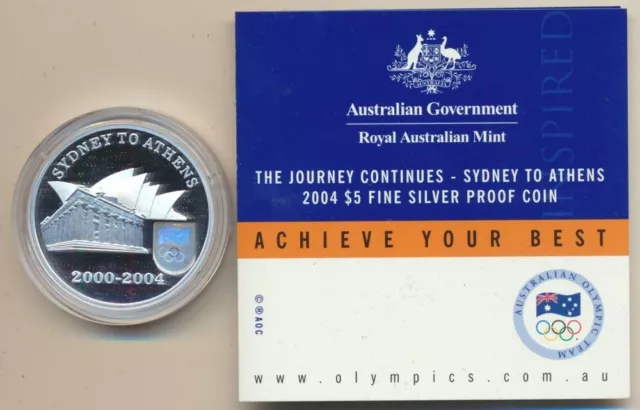 SYDNEY TO ATHENS
2000-2004
Australian Government
Royal Australian Mint
THE JOURNEY CONTINUES - SYDNEY TO ATHENS
2004 $5 FINE SILVER PROOF COIN
INSPIRED
ACHIEVE YOUR BEST
©®AOC
AUSTRALIAN OLYMPIC TEAM
www.olympics.com.au